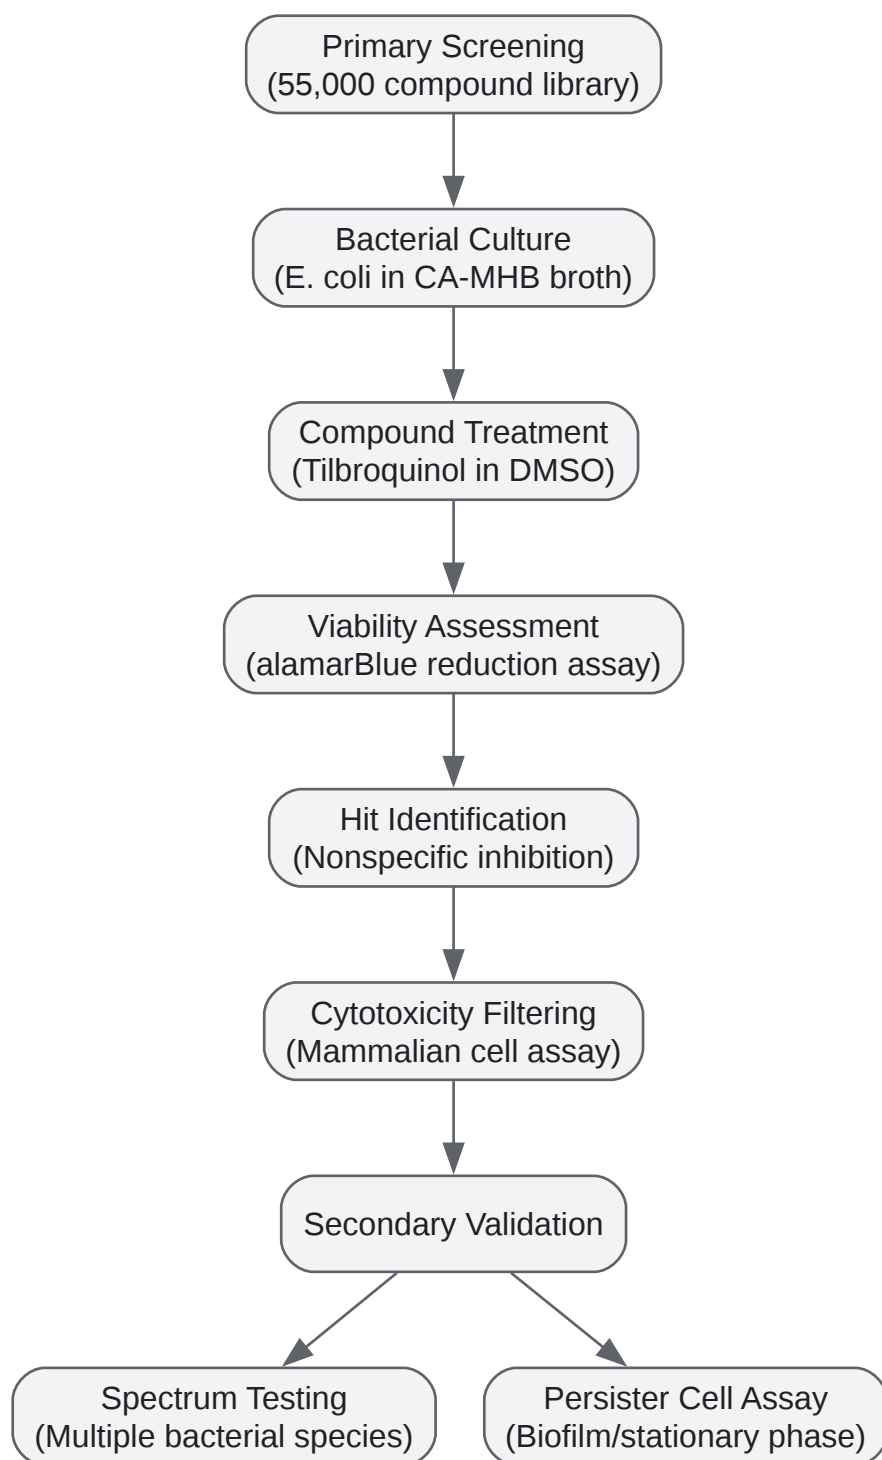 Primary Screening
(55,000 compound library)
Bacterial Culture
(E. coli in CA-MHB broth)
Compound Treatment
(Tilbroquinol in DMSO)
Viability Assessment
(alamarBlue reduction assay)
Hit Identification
(Nonspecific inhibition)
Cytotoxicity Filtering
(Mammalian cell assay)
Secondary Validation
Spectrum Testing
(Multiple bacterial species)
Persister Cell Assay
(Biofilm/stationary phase)